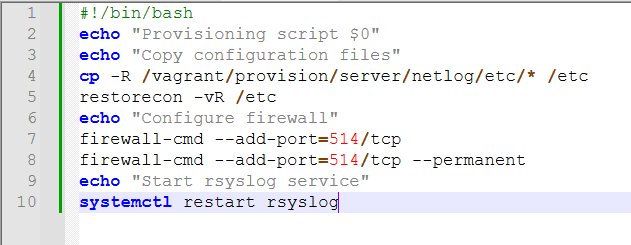 1 #!/bin/bash
2 echo "Provisioning script $0"
3 echo "Copy configuration files"
4 cp -R /vagrant/provision/server/netlog/etc/* /etc
5 restorecon -vR /etc
6 echo "Configure firewall"
7 firewall-cmd --add-port=514/tcp
8 firewall-cmd --add-port=514/tcp --permanent
9 echo "Start rsyslog service"
10 systemctl restart rsyslog